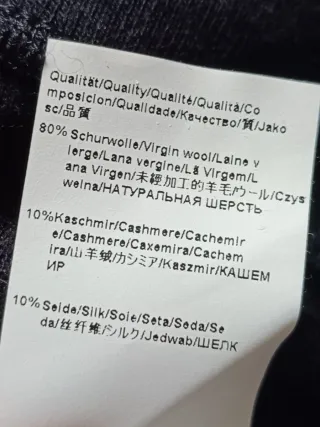 Qualität/Quality/Qualité/Qualità/Co
mposicion/Qualidade/Качество/質/Jako
sc/品質
80% Schurwolle/Virgin wool/Laine v
ierge/Lana vergine/Lã Virgem/L
ana Virgen/未經加工的羊毛/ウール/Czys
welna/НАТУРАЛЬНАЯ ШЕРСТЬ
10% Kaschmir/Cashmere/Cachemir
e/Cashmere/Caxemira/Cachem
ira/山羊絨/カシミア/Kaszmir/КАШЕМ
ИР
10% Seide/Silk/Soie/Seta/Seda/Se
da/丝纤维/シルク/Jedwab/ШЕЛК